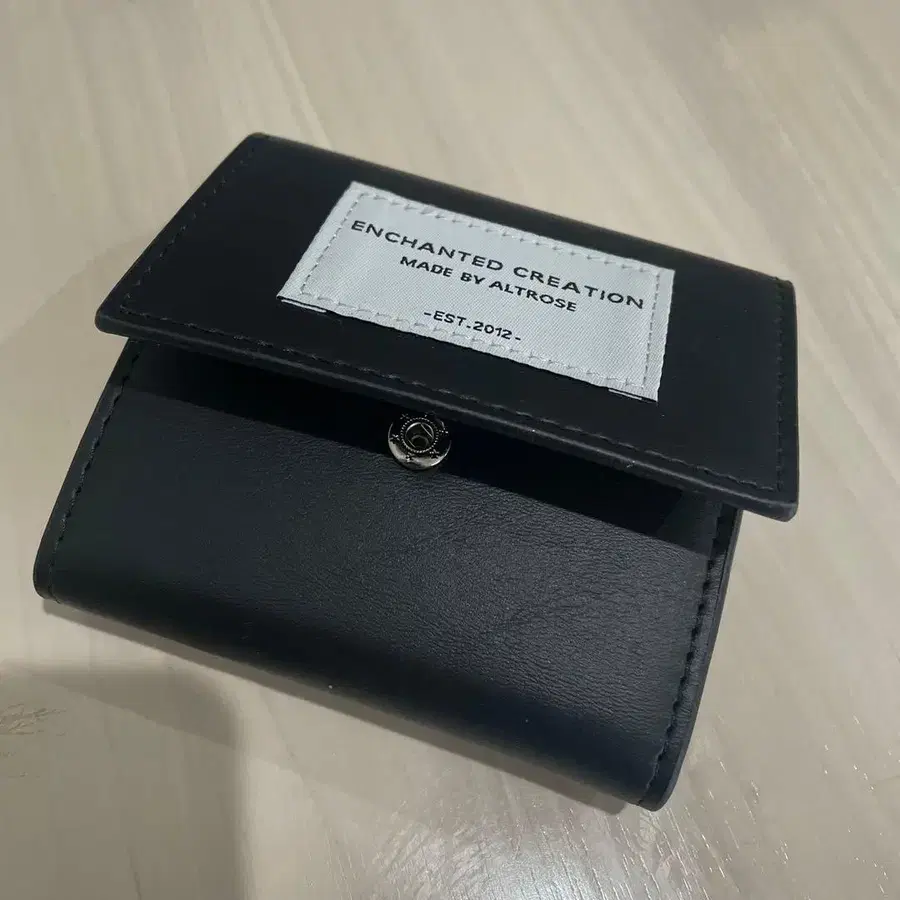 ENCHANTED CREATION
MADE BY ALTROSE
-EST.2012-